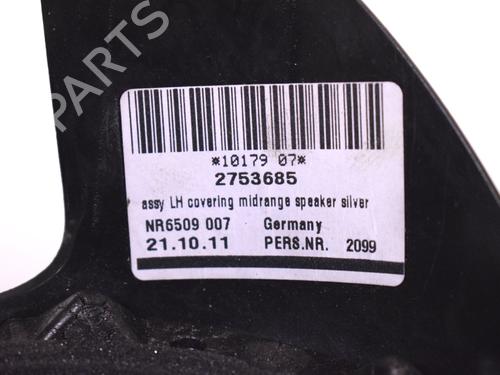 PARTS
*10179 07*
2753685
assy LH covering midrange speaker silver
NR6509 007 Germany
21.10.11 PERS.NR. 2099